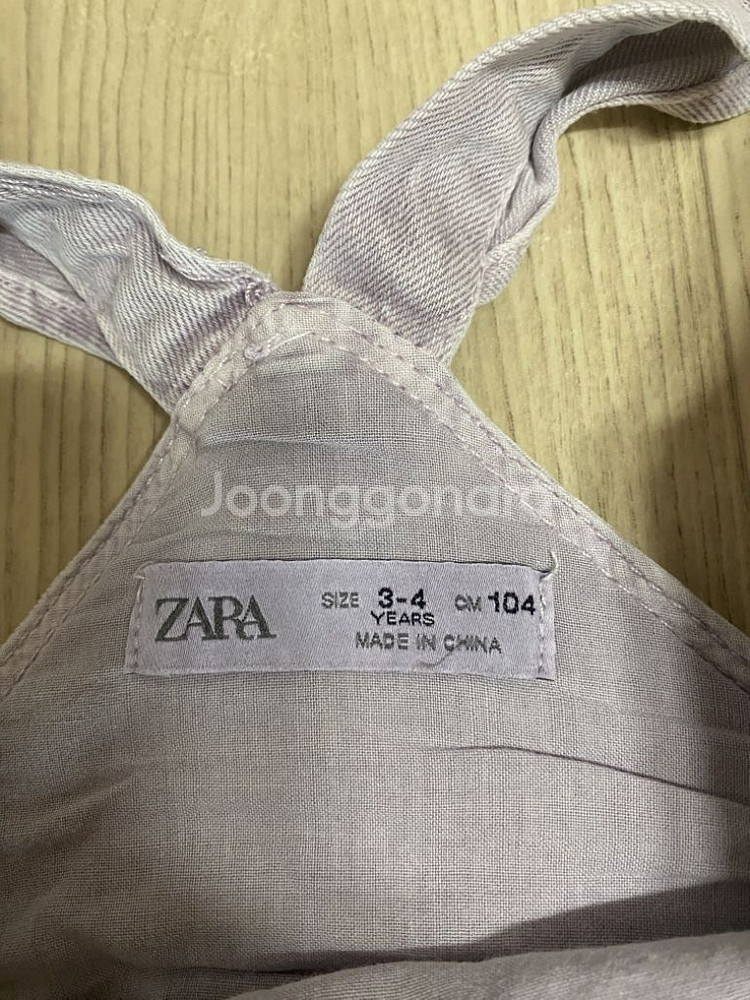 Joonggonara
ZARA
SIZE 3-4 CM 104
YEARS
MADE IN CHINA